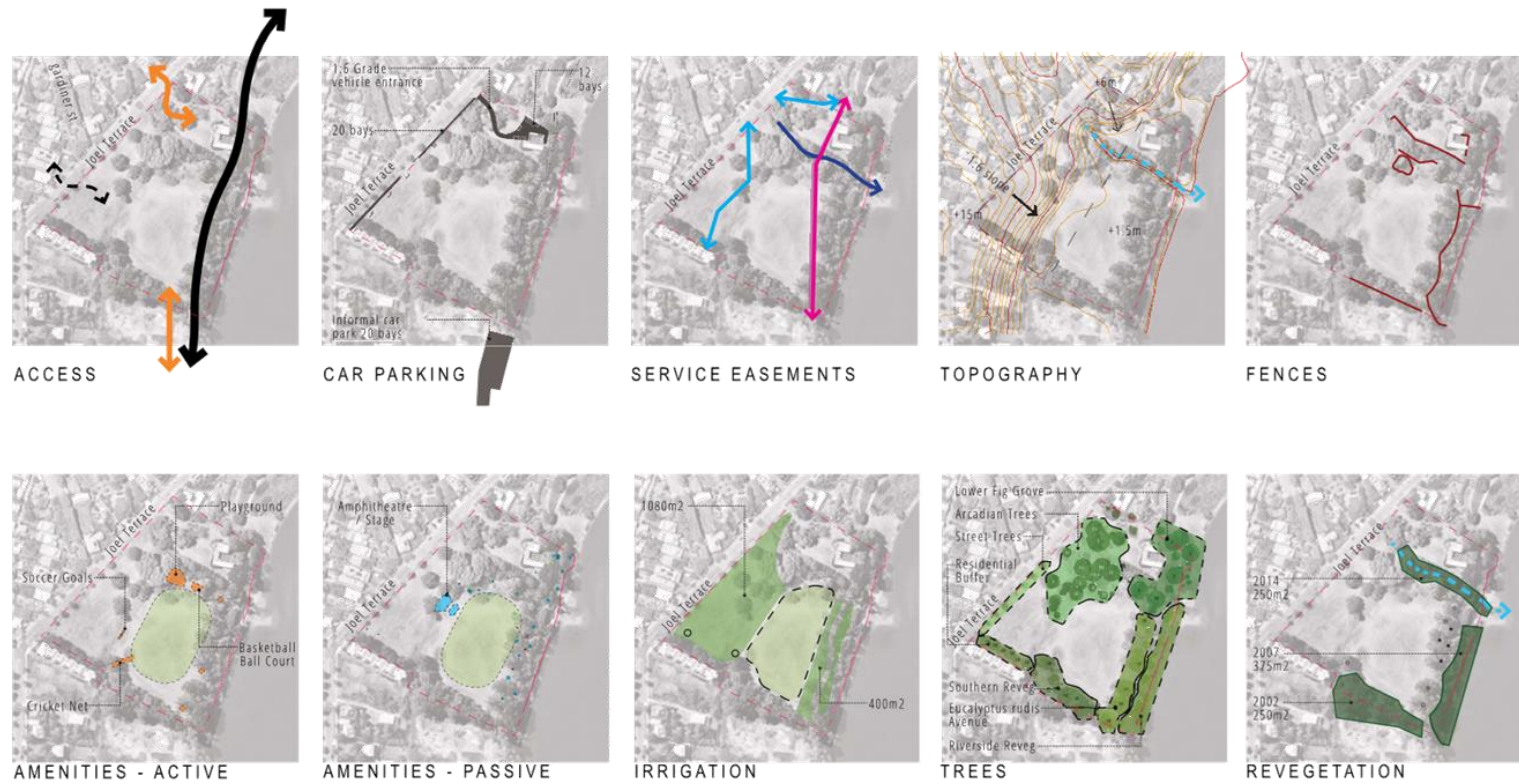 gardiner st.
Joel Terrace
ACCESS
1:6 Grade
vehicle entrance
12
bays
20 bays
Joel Terrace
Informal car
park 20 bays
CAR PARKING
Joel Terrace
SERVICE EASEMENTS
+6m
Joel Terrace
1:6 slope
+15m
+1.5m
TOPOGRAPHY
Joel Terrace
FENCES
Playground
Joel Terrace
Soccer Goals
Basketball
Ball Court
Cricket Net
AMENITIES - ACTIVE
Amphitheatre
/ Stage
Joel Terrace
AMENITIES - PASSIVE
1080m2
Joel Terrace
400m2
IRRIGATION
Lower Fig Grove
Arcadian Trees
Street Trees
Residential
Buffer
Joel Terrace
Southern Reveg
Eucalyptus rudis
Avenue
Riverside Reveg
TREES
Joel Terrace
2014
250m2
2007
375m2
2002
250m2
REVEGETATION